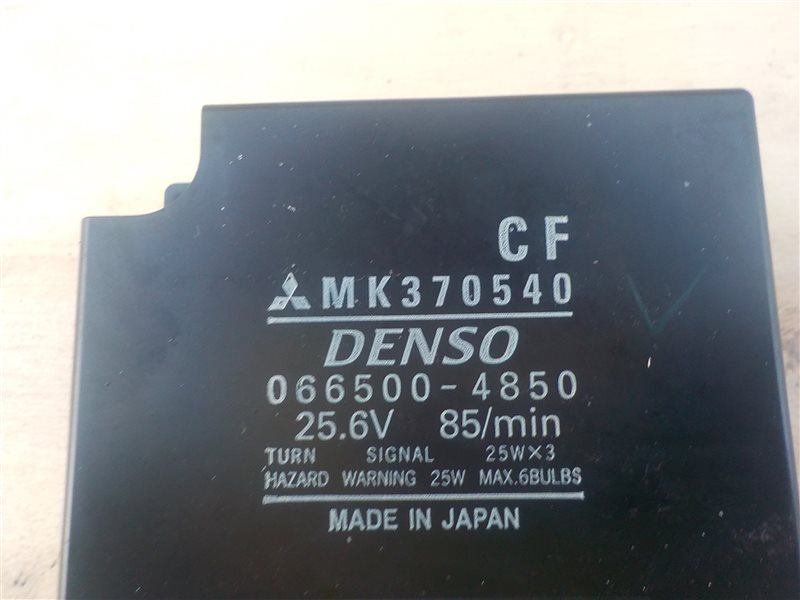 CF
MK370540
DENSO
066500-4850
25.6V 85/min
TURN SIGNAL 25W×3
HAZARD WARNING 25W MAX.6BULBS
MADE IN JAPAN